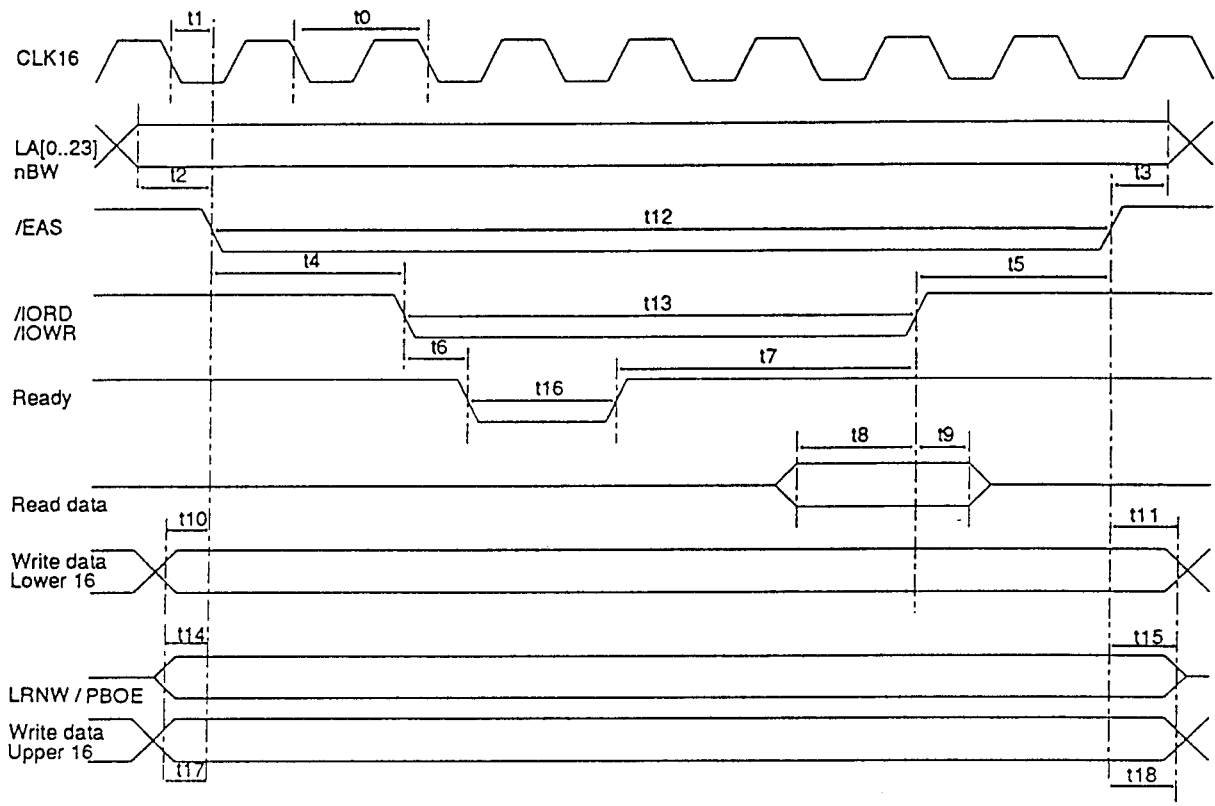 t1
t0
CLK16
LA[0..23]
nBW
t2
t3
/EAS
t12
t4
t5
/IORD
/IOWR
t13
t6
t7
Ready
t16
t8
t9
Read data
t10
t11
Write data
Lower 16
t14
t15
LRNW / PBOE
Write data
Upper 16
t17
t18